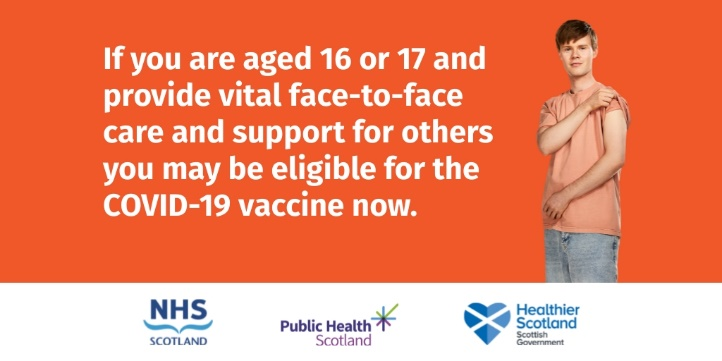 If you are aged 16 or 17 and
provide vital face-to-face
care and support for others
you may be eligible for the
COVID-19 vaccine now.
NHS
SCOTLAND
Public Health
Scotland
Healthier
Scotland
Scottish
Government